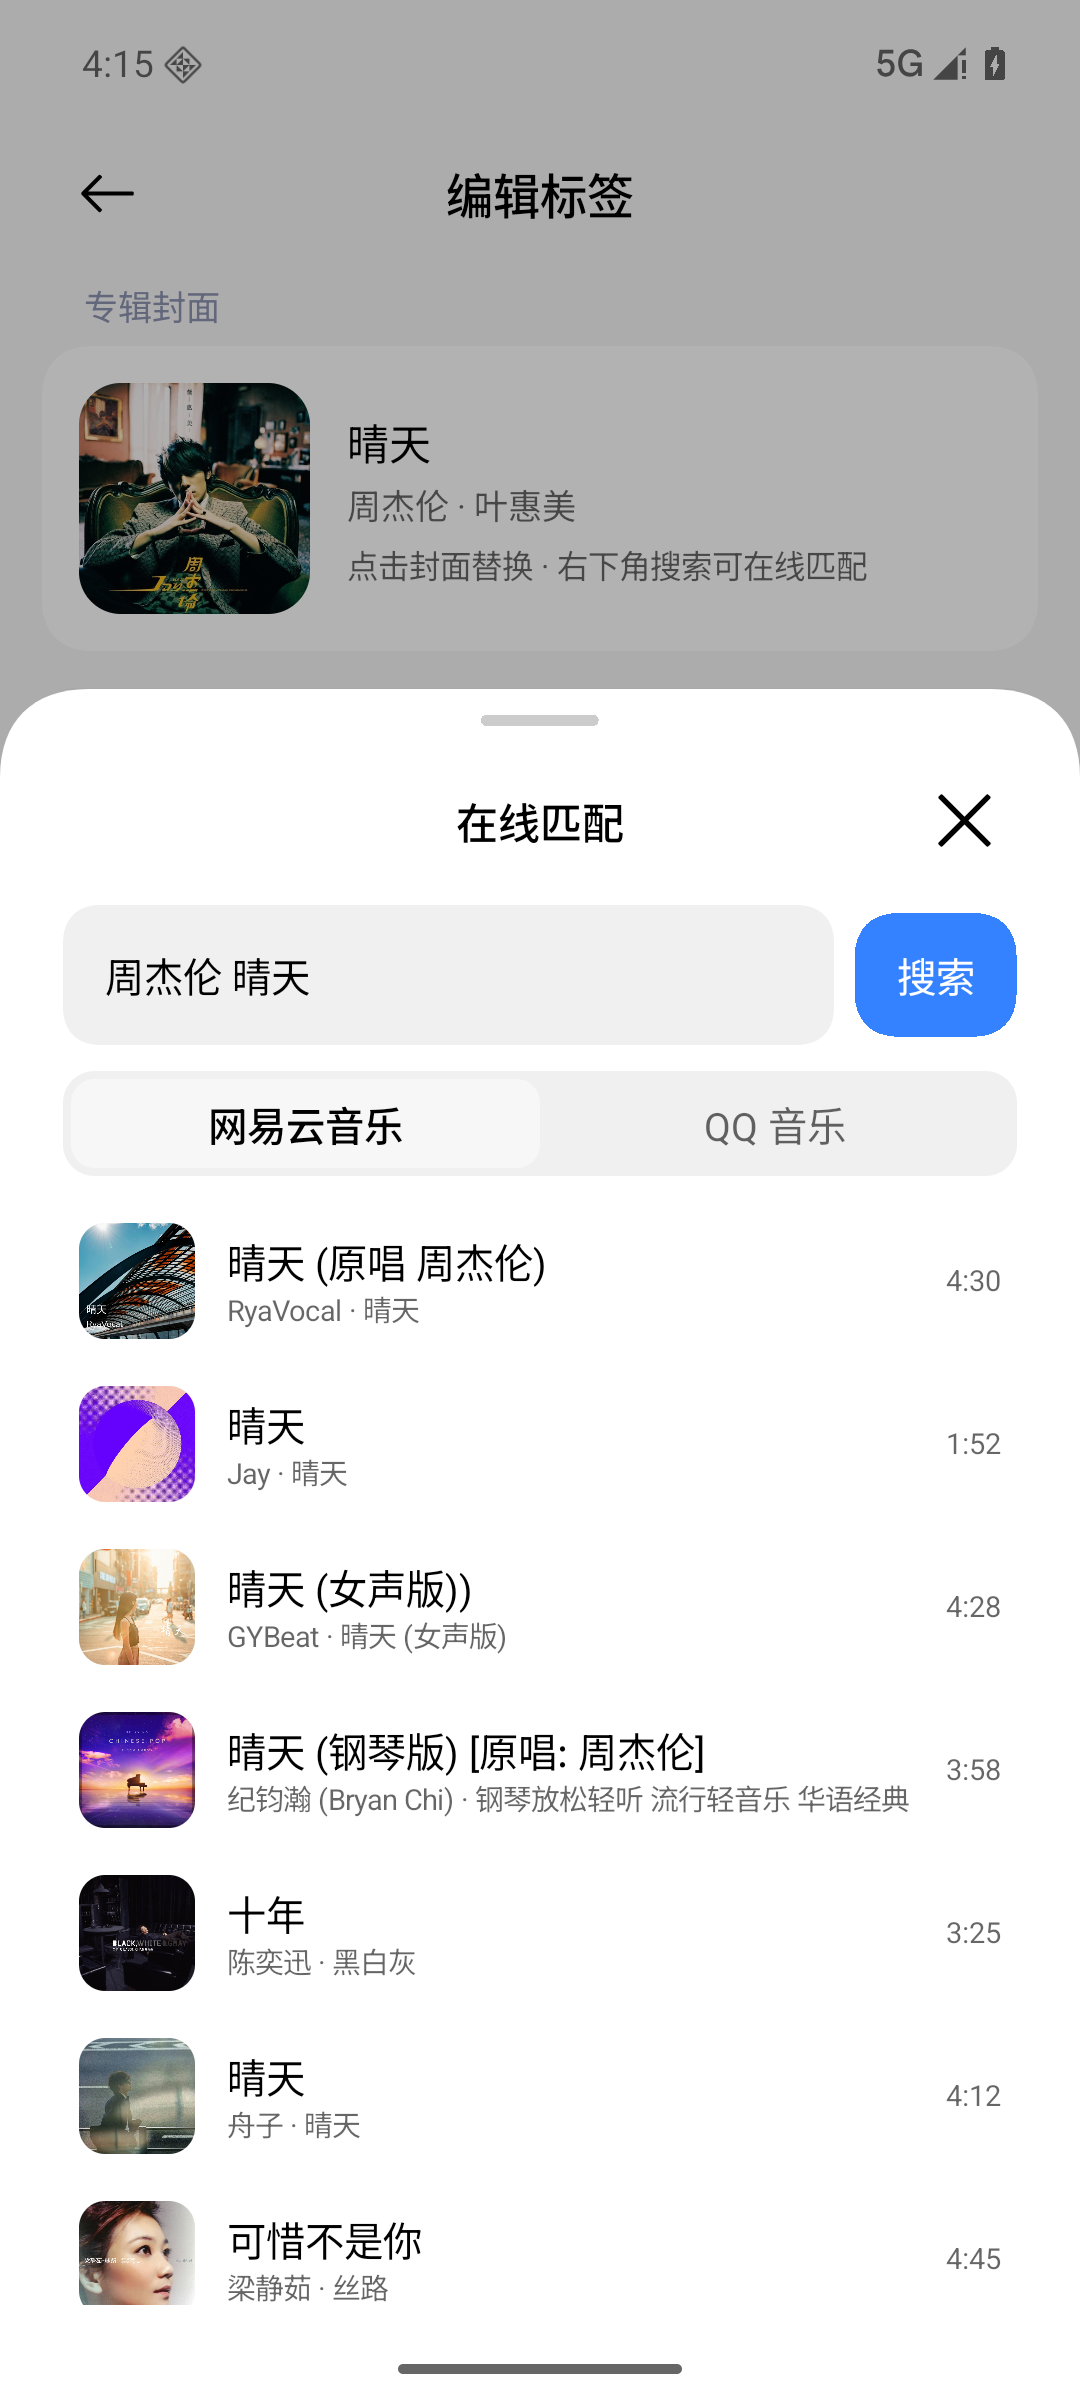 4:15
5G
编辑标签
专辑封面
晴天
周杰伦 · 叶惠美
点击封面替换 · 右下角搜索可在线匹配
在线匹配
周杰伦 晴天
搜索
网易云音乐
QQ 音乐
晴天 (原唱 周杰伦)
RyaVocal · 晴天
4:30
晴天
Jay · 晴天
1:52
晴天 (女声版))
GYBeat · 晴天 (女声版)
4:28
晴天 (钢琴版) [原唱: 周杰伦]
纪钧瀚 (Bryan Chi) · 钢琴放松轻听 流行轻音乐 华语经典
3:58
十年
陈奕迅 · 黑白灰
3:25
晴天
舟子 · 晴天
4:12
可惜不是你
梁静茹 · 丝路
4:45